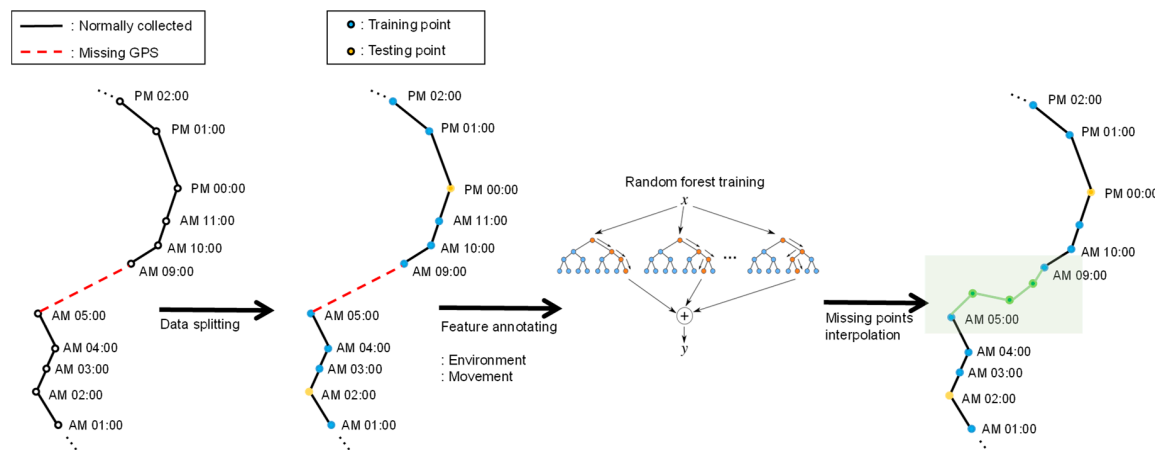 : Normally collected
: Missing GPS
: Training point
: Testing point
PM 02:00
PM 01:00
PM 00:00
AM 11:00
AM 10:00
AM 09:00
AM 05:00
AM 04:00
AM 03:00
AM 02:00
AM 01:00
Data splitting
PM 02:00
PM 01:00
PM 00:00
AM 11:00
AM 10:00
AM 09:00
AM 05:00
AM 04:00
AM 03:00
AM 02:00
AM 01:00
Feature annotating
: Environment
: Movement
Random forest training
x
...
+
y
Missing points
interpolation
PM 02:00
PM 01:00
PM 00:00
AM 10:00
AM 09:00
AM 05:00
AM 04:00
AM 03:00
AM 02:00
AM 01:00